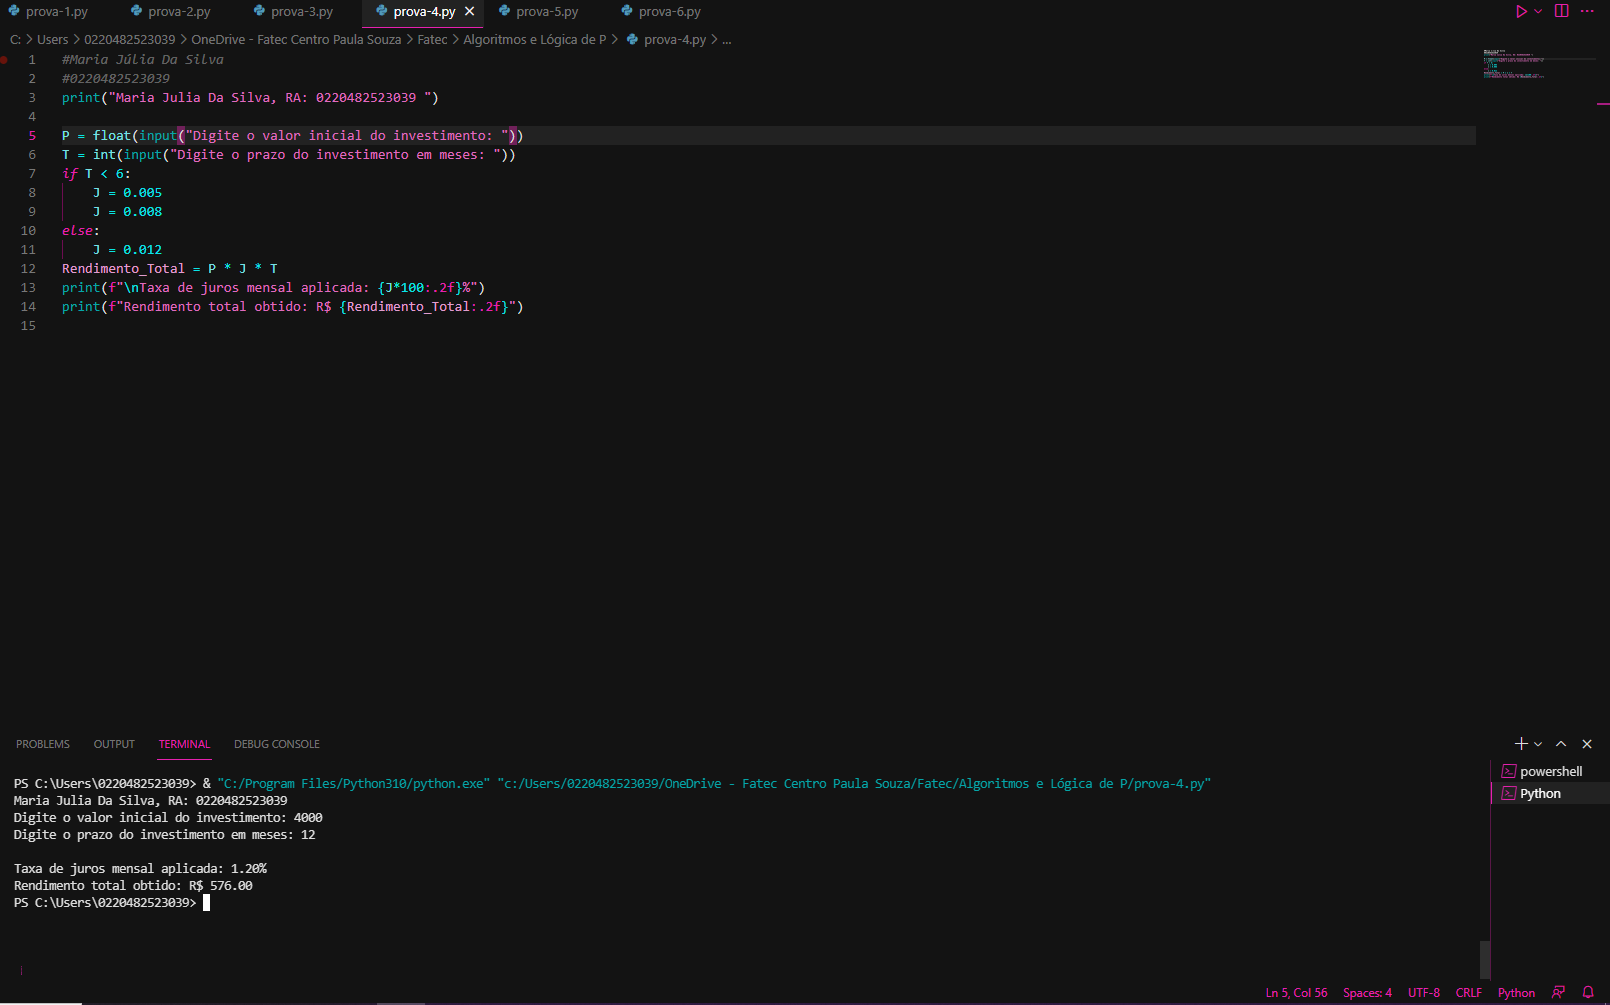 prova-1.py prova-2.py prova-3.py prova-4.py prova-5.py prova-6.py
C: > Users > 0220482523039 > OneDrive - Fatec Centro Paula Souza > Fatec > Algoritmos e Lógica de P > prova-4.py > ...
1 #Maria Júlia Da Silva
2 #0220482523039
3 print("Maria Julia Da Silva, RA: 0220482523039 ")
4
5 P = float(input("Digite o valor inicial do investimento: "))
6 T = int(input("Digite o prazo do investimento em meses: "))
7 if T < 6:
8     J = 0.005
9     J = 0.008
10 else:
11     J = 0.012
12 Rendimento_Total = P * J * T
13 print(f"\nTaxa de juros mensal aplicada: {J*100:.2f}%")
14 print(f"Rendimento total obtido: R$ {Rendimento_Total:.2f}")
15
PROBLEMS OUTPUT TERMINAL DEBUG CONSOLE
PS C:\Users\0220482523039> & "C:/Program Files/Python310/python.exe" "c:/Users/0220482523039/OneDrive - Fatec Centro Paula Souza/Fatec/Algoritmos e Lógica de P/prova-4.py"
Maria Julia Da Silva, RA: 0220482523039
Digite o valor inicial do investimento: 4000
Digite o prazo do investimento em meses: 12
Taxa de juros mensal aplicada: 1.20%
Rendimento total obtido: R$ 576.00
PS C:\Users\0220482523039>
powershell
Python
Ln 5, Col 56 Spaces: 4 UTF-8 CRLF Python